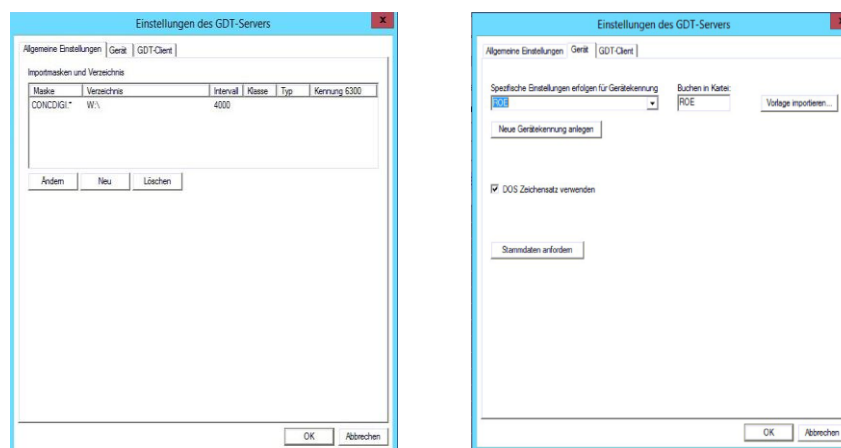 Einstellungen des GDT-Servers
x
Allgemeine Einstellungen Gerät GDT-Client
Importmasken und Verzeichnis
Maske Verzeichnis Intervall Klasse Typ Kennung 6300
CONCDIGI.* W:\ 4000
Ändern Neu Löschen
OK Abbrechen
Einstellungen des GDT-Servers
Allgemeine Einstellungen Gerät GDT-Client
Spezifische Einstellungen erfolgen für Gerätekennung Buchen in Kartei:
ROE ROE Vorlage importieren...
Neue Gerätekennung anlegen
DOS Zeichensatz verwenden
Stammdaten anfordern
OK Abbrechen